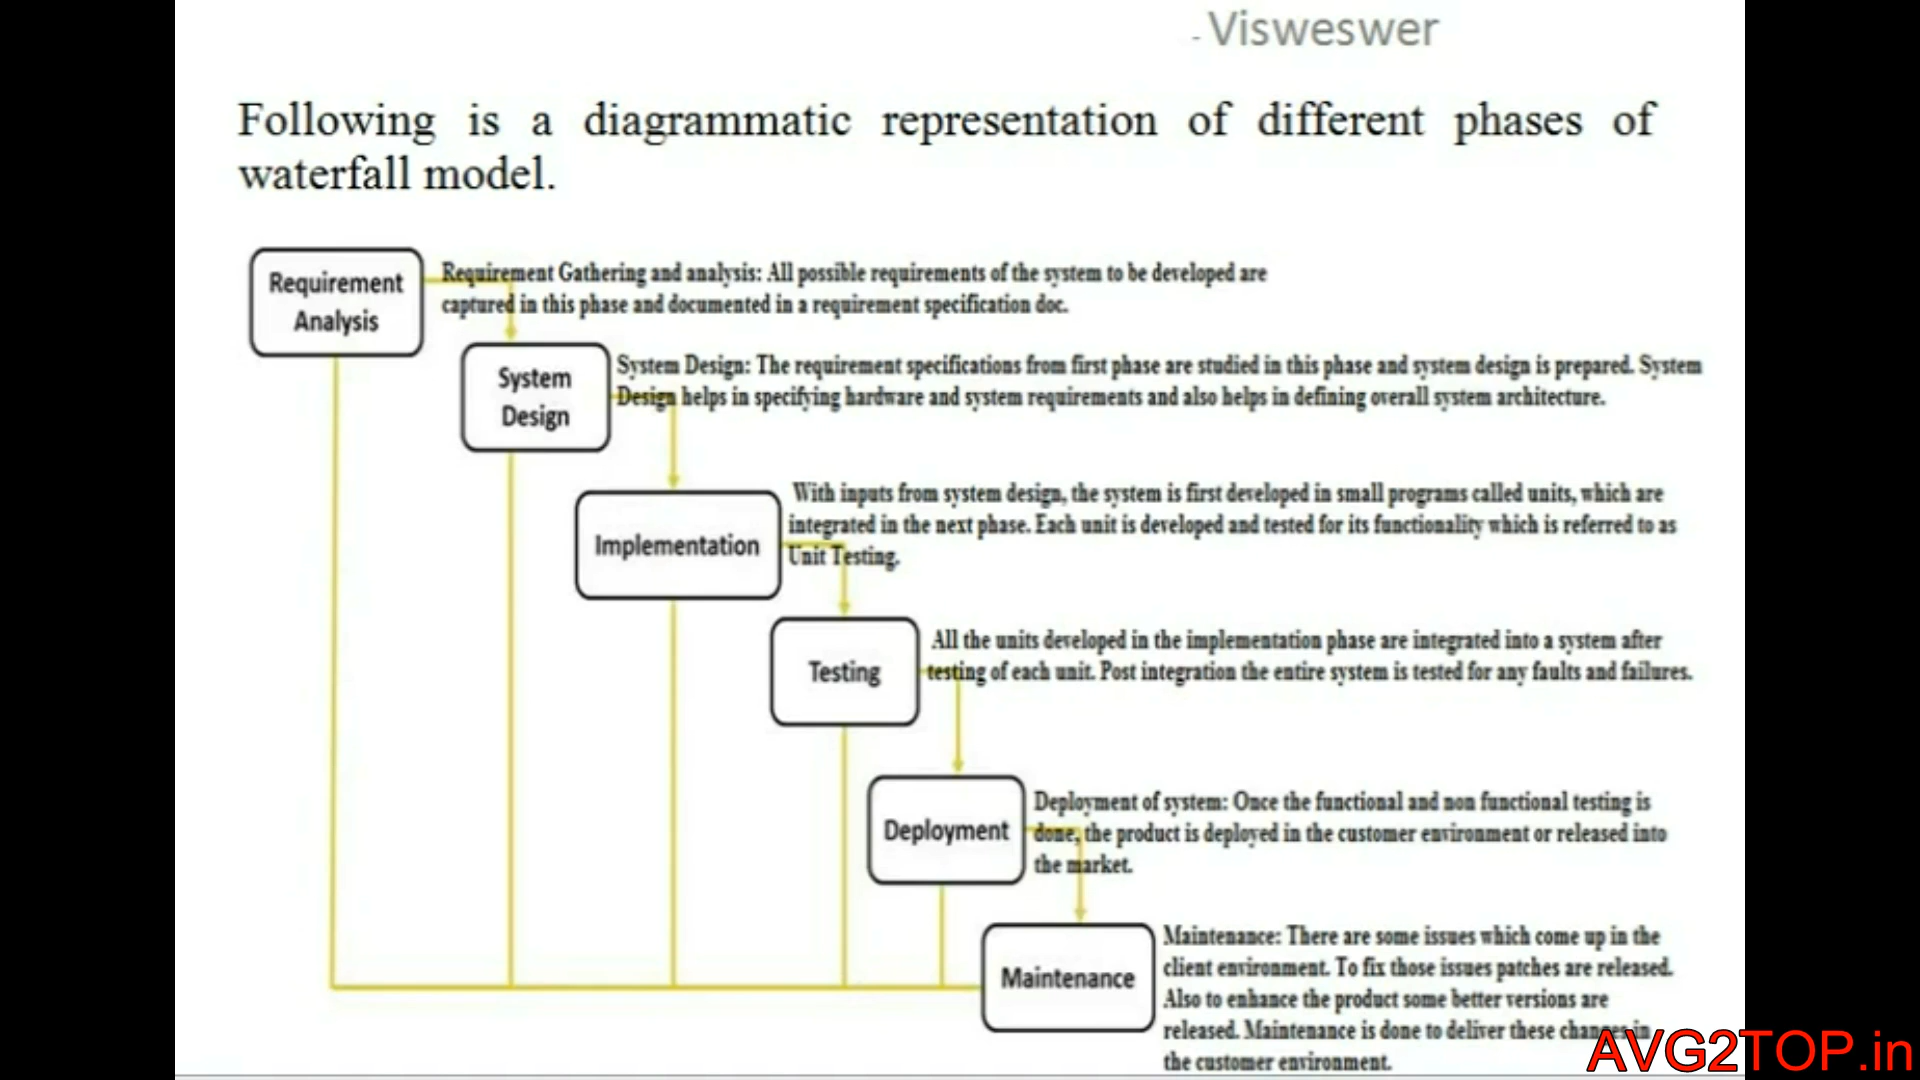 - Visweswer
Following is a diagrammatic representation of different phases of
waterfall model.
Requirement
Analysis
Requirement Gathering and analysis: All possible requirements of the system to be developed are
captured in this phase and documented in a requirement specification doc.
System
Design
System Design: The requirement specifications from first phase are studied in this phase and system design is prepared. System
Design helps in specifying hardware and system requirements and also helps in defining overall system architecture.
Implementation
With inputs from system design, the system is first developed in small programs called units, which are
integrated in the next phase. Each unit is developed and tested for its functionality which is referred to as
Unit Testing.
Testing
All the units developed in the implementation phase are integrated into a system after
testing of each unit. Post integration the entire system is tested for any faults and failures.
Deployment
Deployment of system: Once the functional and non functional testing is
done, the product is deployed in the customer environment or released into
the market.
Maintenance
Maintenance: There are some issues which come up in the
client environment. To fix those issues patches are released.
Also to enhance the product some better versions are
released. Maintenance is done to deliver these changes in
the customer environment.
AVG2TOP.in